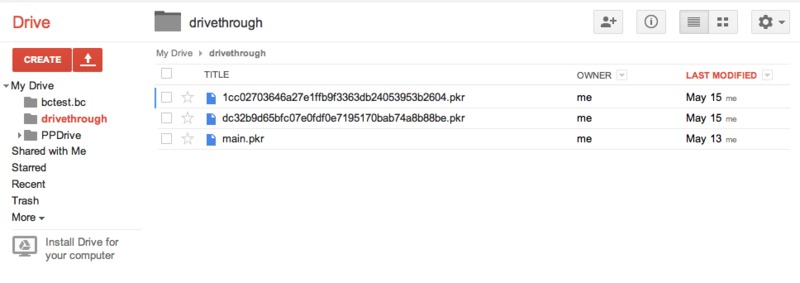 Drive
drivethrough
CREATE
My Drive
bctest.bc
drivethrough
PPDrive
Shared with Me
Starred
Recent
Trash
More
Install Drive for
your computer
My Drive drivethrough
TITLE OWNER LAST MODIFIED
1cc02703646a27e1ffb9f3363db24053953b2604.pkr me May 15 me
dc32b9d65bfc07e0fdf0e7195170bab74a8b88be.pkr me May 15 me
main.pkr me May 13 me